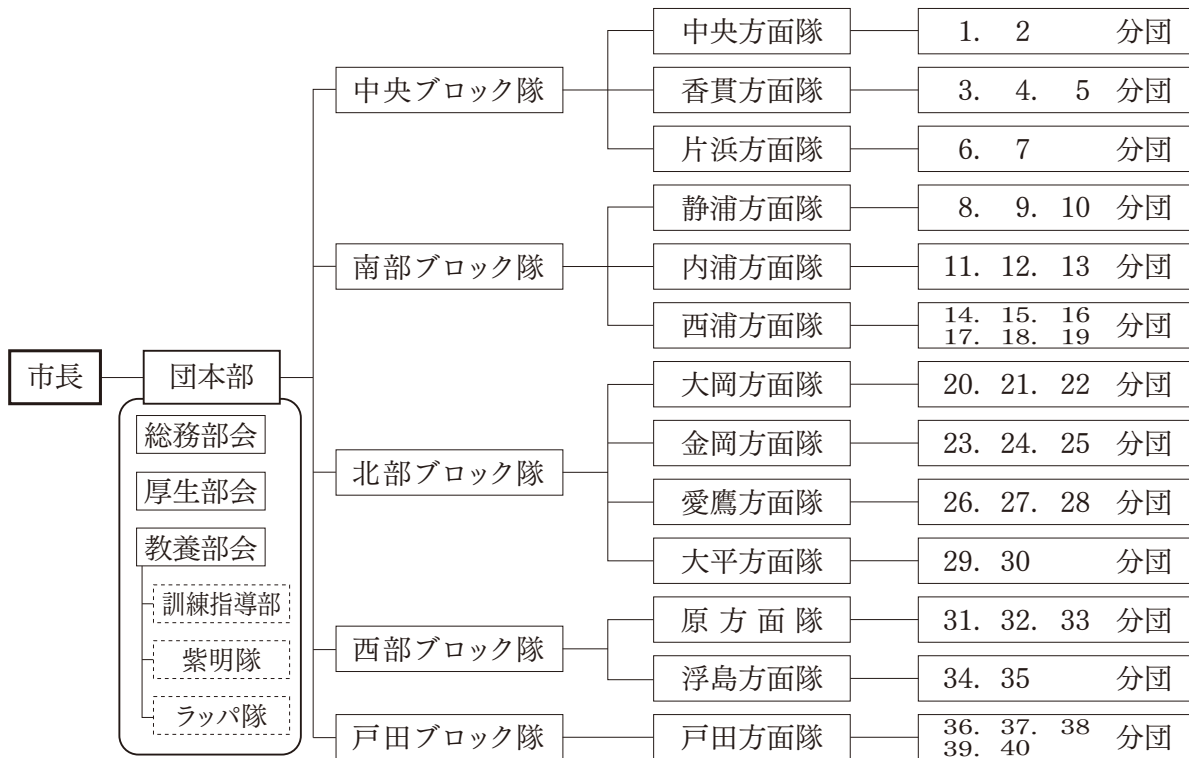 市長
団本部
総務部会
厚生部会
教養部会
訓練指導部
紫明隊
ラッパ隊
中央ブロック隊
中央方面隊
1. 2 分団
香貫方面隊
3. 4. 5 分団
片浜方面隊
6. 7 分団
南部ブロック隊
静浦方面隊
8. 9. 10 分団
内浦方面隊
11. 12. 13 分団
西浦方面隊
14. 15. 16
17. 18. 19 分団
北部ブロック隊
大岡方面隊
20. 21. 22 分団
金岡方面隊
23. 24. 25 分団
愛鷹方面隊
26. 27. 28 分団
大平方面隊
29. 30 分団
西部ブロック隊
原方面隊
31. 32. 33 分団
浮島方面隊
34. 35 分団
戸田ブロック隊
戸田方面隊
36. 37. 38
39. 40 分団